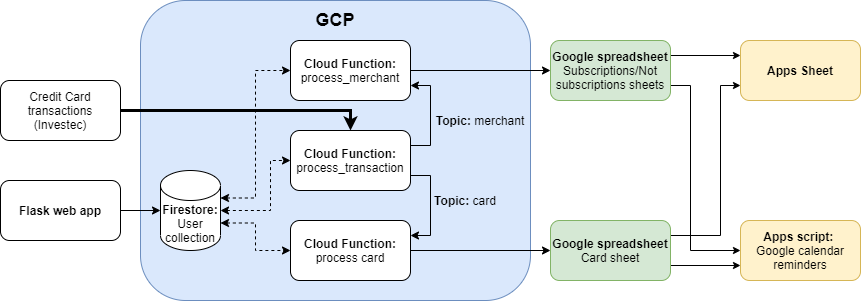 GCP
Credit Card
transactions
(Investec)
Flask web app
Firestore:
User
collection
Cloud Function:
process_merchant
Topic: merchant
Cloud Function:
process_transaction
Topic: card
Cloud Function:
process card
Google spreadsheet
Subscriptions/Not
subscriptions sheets
Google spreadsheet
Card sheet
Apps Sheet
Apps script:
Google calendar
reminders